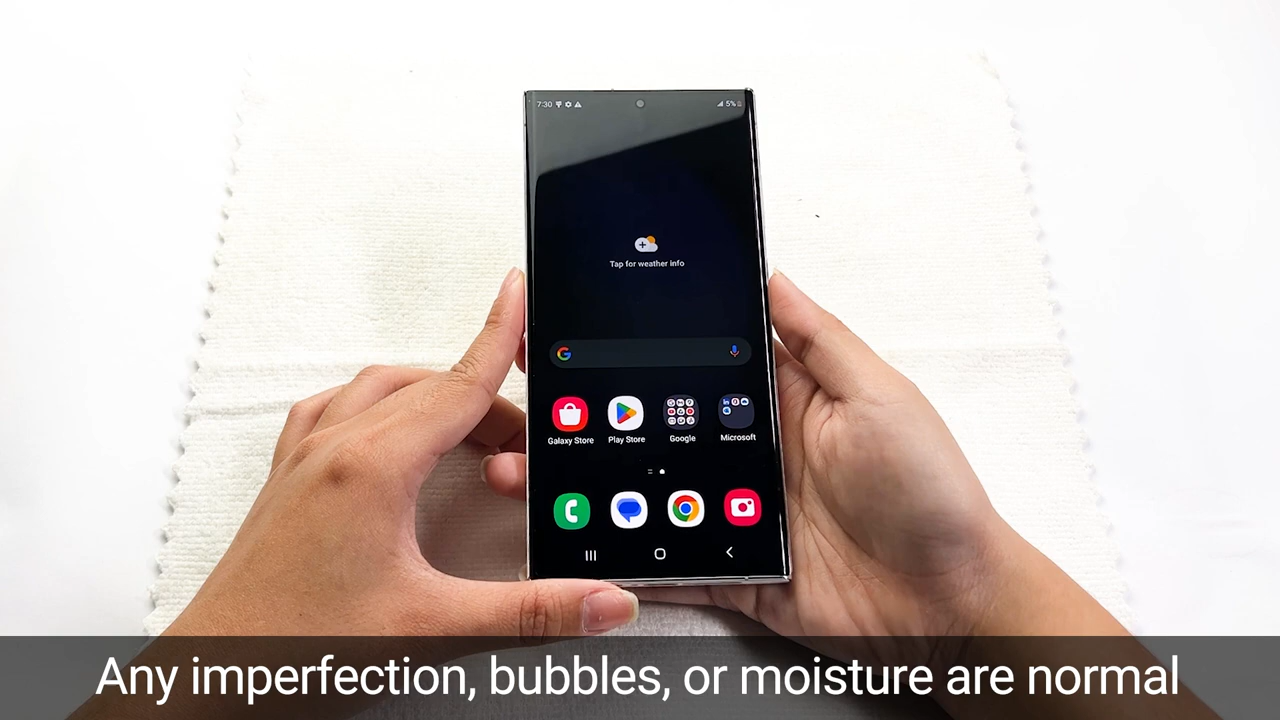 7:30
5%
Tap for weather info
G
Galaxy Store
Play Store
Google
Microsoft
Any imperfection, bubbles, or moisture are normal